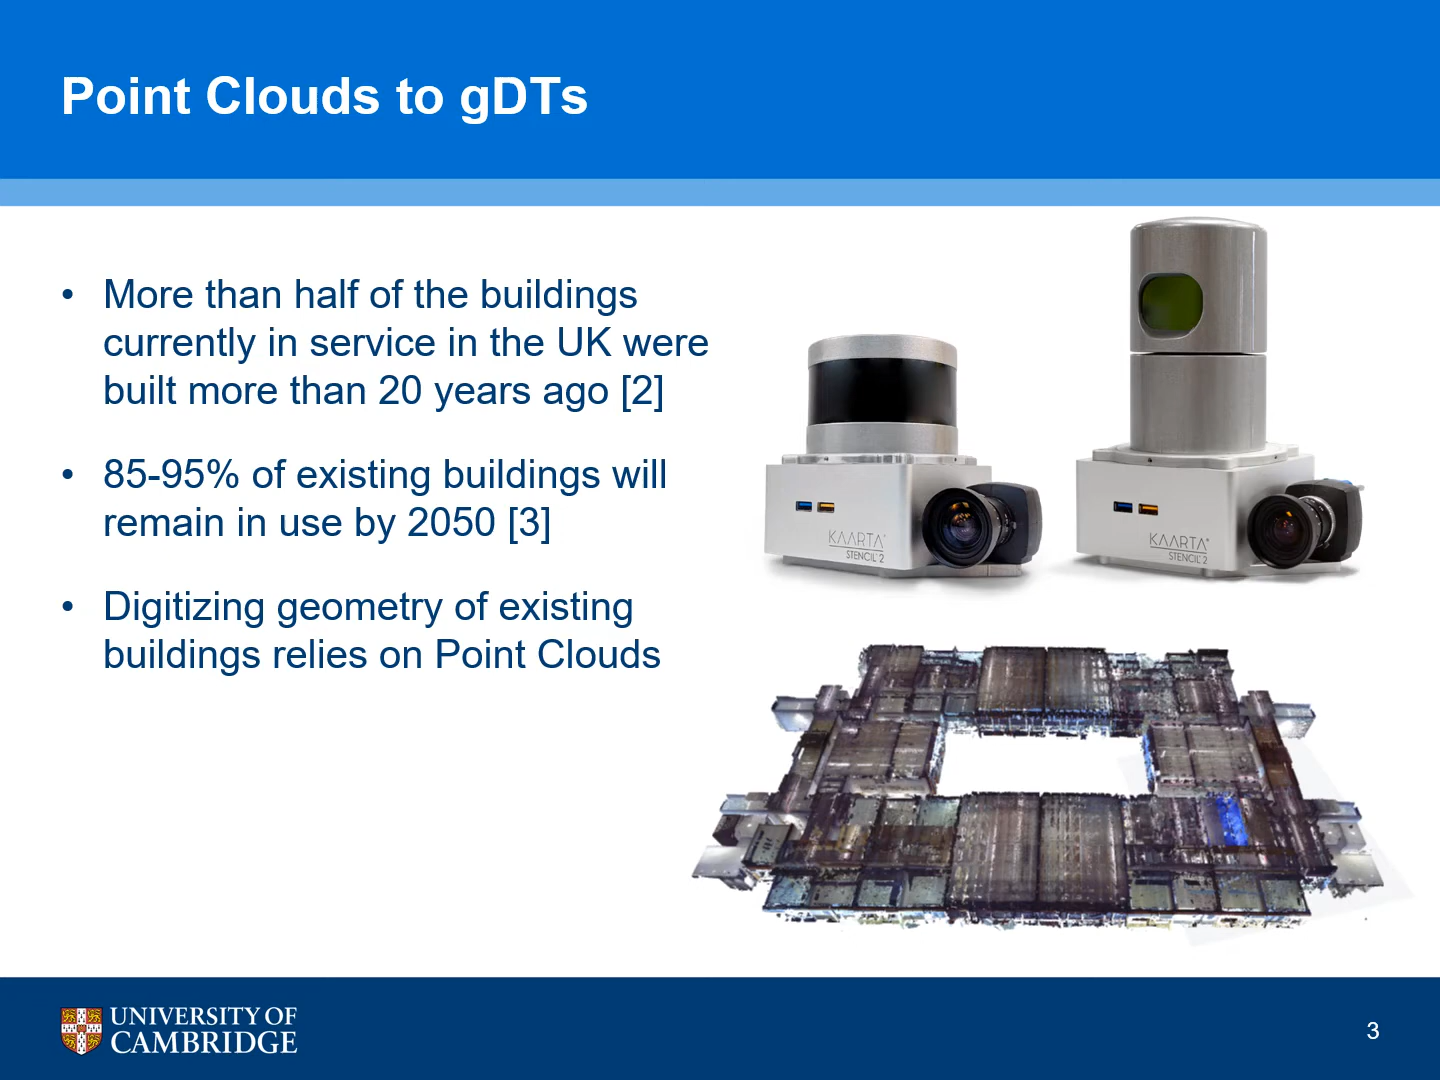 Point Clouds to gDTs
• More than half of the buildings
currently in service in the UK were
built more than 20 years ago [2]
• 85-95% of existing buildings will
remain in use by 2050 [3]
• Digitizing geometry of existing
buildings relies on Point Clouds
KAARTA
STENCIL 2
KAARTA®
STENCIL 2
UNIVERSITY OF
CAMBRIDGE
3